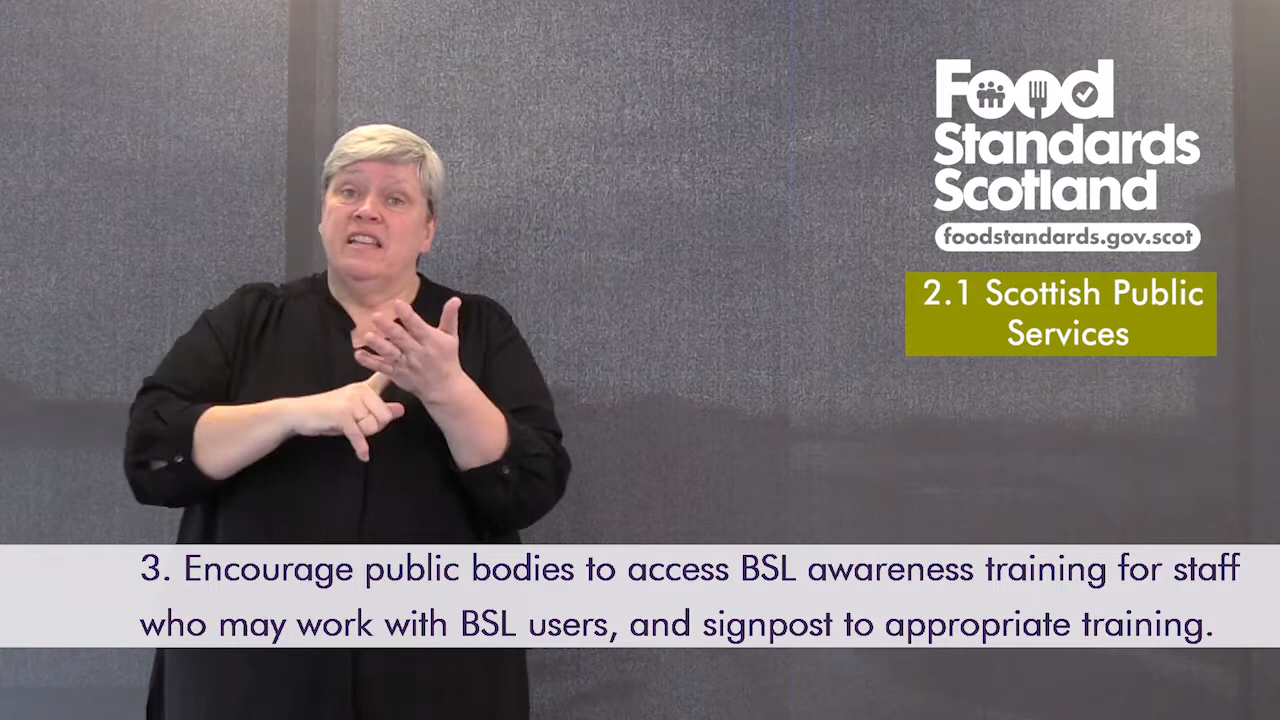 Food
Standards
Scotland
foodstandards.gov.scot
2.1 Scottish Public
Services
3. Encourage public bodies to access BSL awareness training for staff
who may work with BSL users, and signpost to appropriate training.